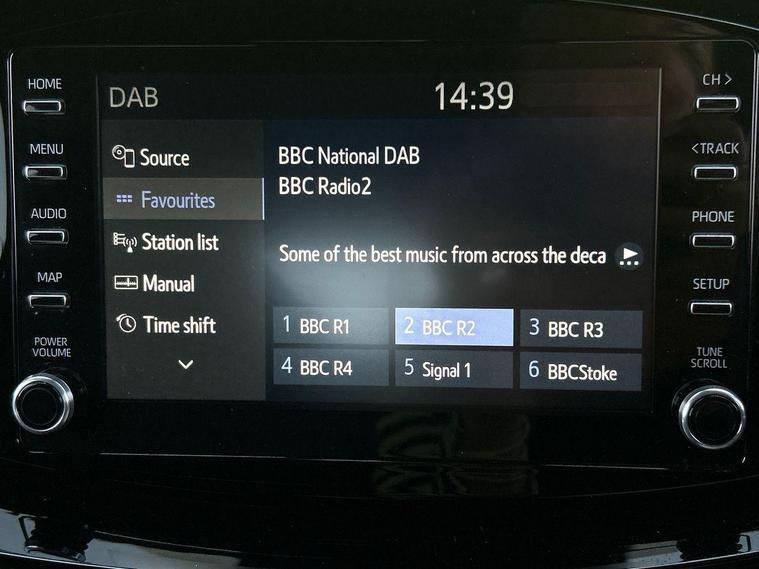 HOME
MENU
AUDIO
MAP
POWER
VOLUME
DAB
14:39
Source
Favourites
Station list
Manual
Time shift
BBC National DAB
BBC Radio2
Some of the best music from across the deca
1 BBC R1
2 BBC R2
3 BBC R3
4 BBC R4
5 Signal 1
6 BBCStoke
CH >
<TRACK
PHONE
SETUP
TUNE
SCROLL